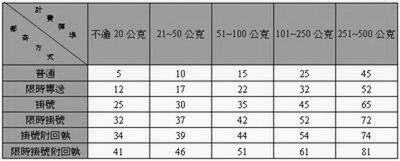 計費標準
郵寄方式
不逾 20 公克 21~50 公克 51~100 公克 101~250 公克 251~500 公克
普通 5 10 15 25 45
限時專送 12 17 22 32 52
掛號 25 30 35 45 65
限時掛號 32 37 42 52 72
掛號附回執 34 39 44 54 74
限時掛號附回執 41 46 51 61 81